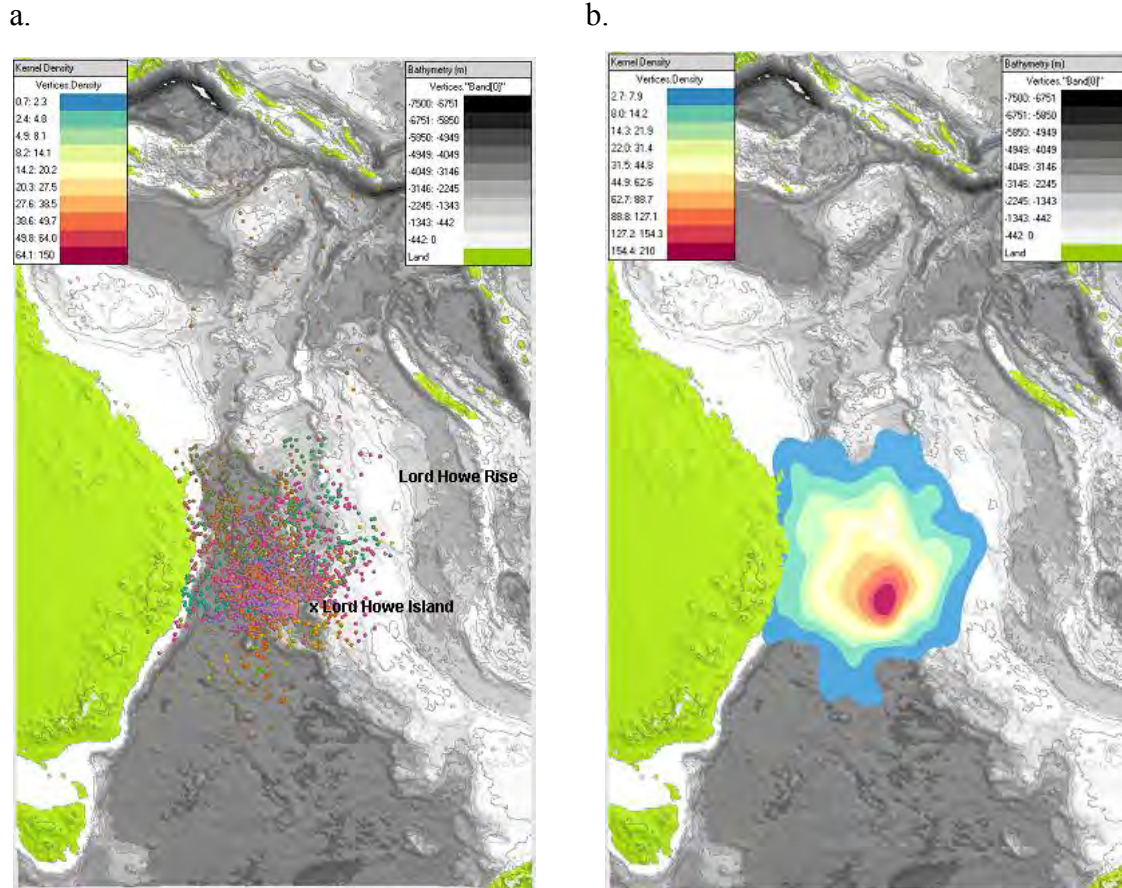 a.
b.
Kernel Density
Vertices.Density
0.7: 2.3
2.4: 4.8
4.9: 8.1
8.2: 14.1
14.2: 20.2
20.3: 27.5
27.6: 38.5
38.6: 49.7
49.8: 64.0
64.1: 150
Bathymetry (m)
Vertices."Band[0]"
-7500: -6751
-6751: -5850
-5850: -4949
-4949: -4049
-4049: -3146
-3146: -2245
-2245: -1343
-1343: -442
-442: 0
Land
Lord Howe Rise
x Lord Howe Island
Kernel Density
Vertices.Density
2.7: 7.9
8.0: 14.2
14.3: 21.9
22.0: 31.4
31.5: 44.8
44.9: 62.6
62.7: 88.7
88.8: 127.1
127.2: 154.3
154.4: 210
Bathymetry (m)
Vertices."Band[0]"
-7500: -6751
-6751: -5850
-5850: -4949
-4949: -4049
-4049: -3146
-3146: -2245
-2245: -1343
-1343: -442
-442: 0
Land